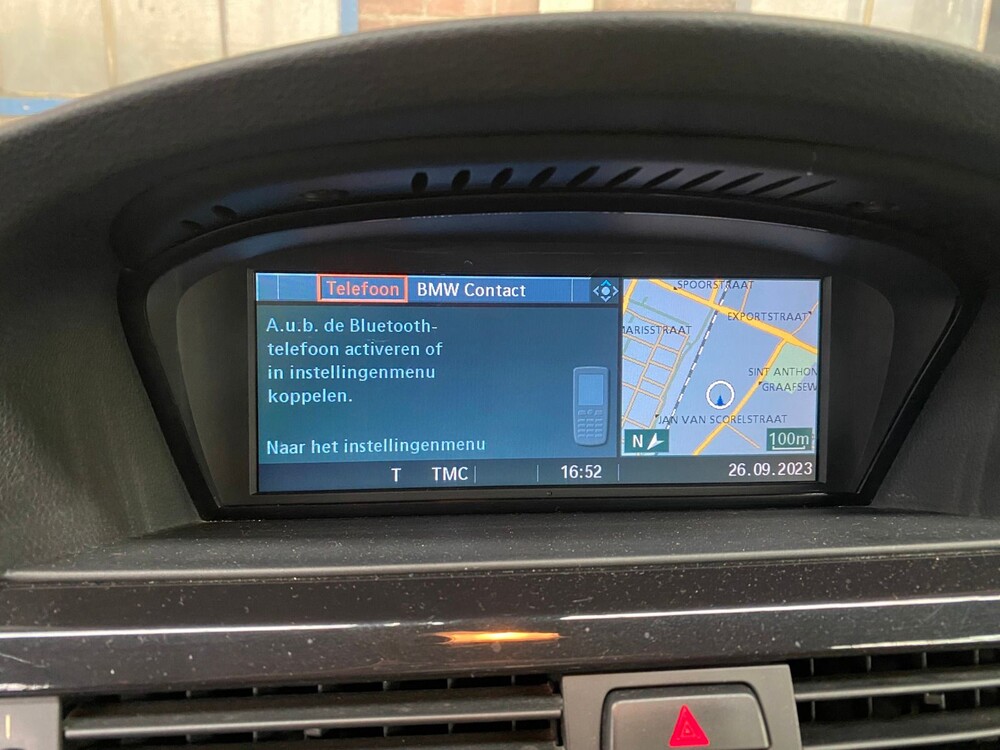 Telefoon BMW Contact
A.u.b. de Bluetooth-
telefoon activeren of
in instellingenmenu
koppelen.
Naar het instellingenmenu
T TMC 16:52 26.09.2023
SPOORSTRAAT
EXPORTSTRAAT
MARISSTRAAT
SINT ANTHON
GRAAFSEW
JAN VAN SCORELSTRAAT
N 100m